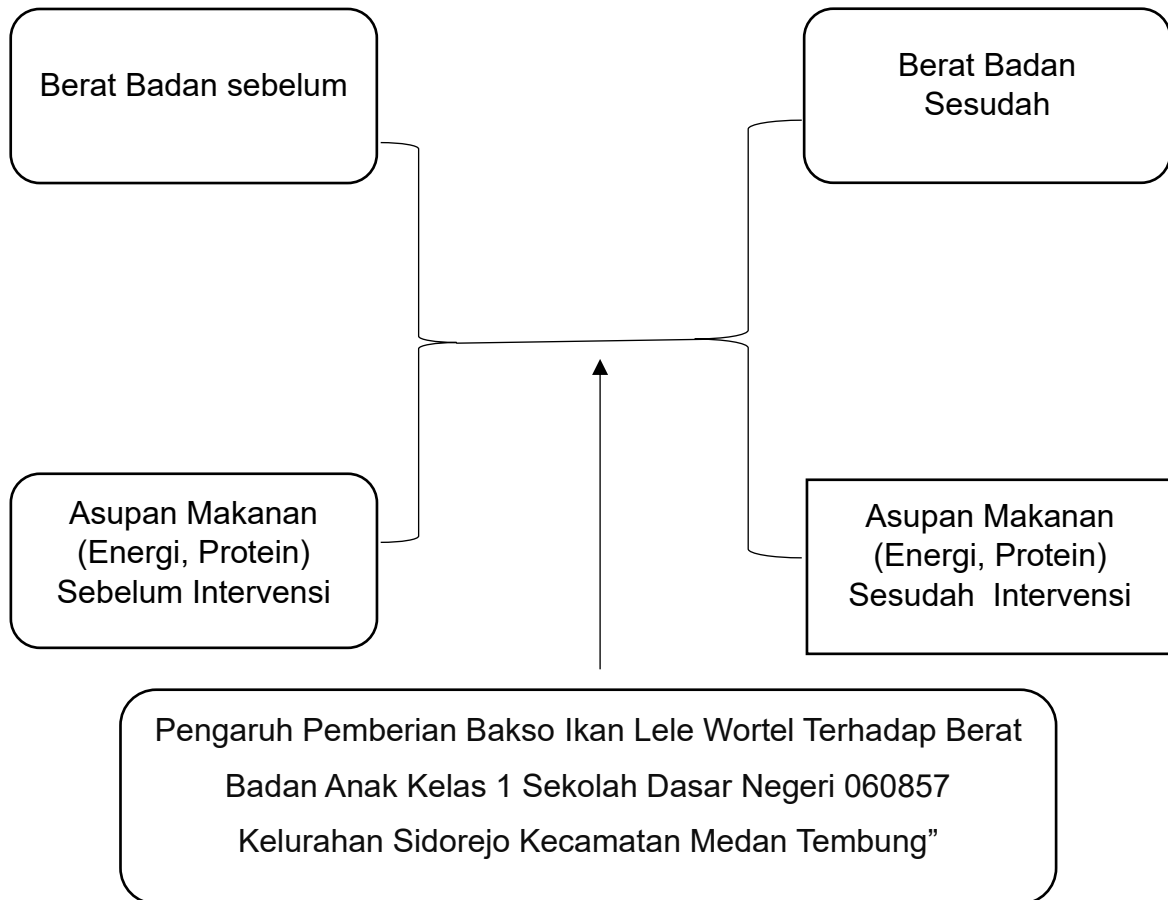 Berat Badan sebelum
Berat Badan
Sesudah
Asupan Makanan
(Energi, Protein)
Sebelum Intervensi
Asupan Makanan
(Energi, Protein)
Sesudah Intervensi
Pengaruh Pemberian Bakso Ikan Lele Wortel Terhadap Berat
Badan Anak Kelas 1 Sekolah Dasar Negeri 060857
Kelurahan Sidorejo Kecamatan Medan Tembung”